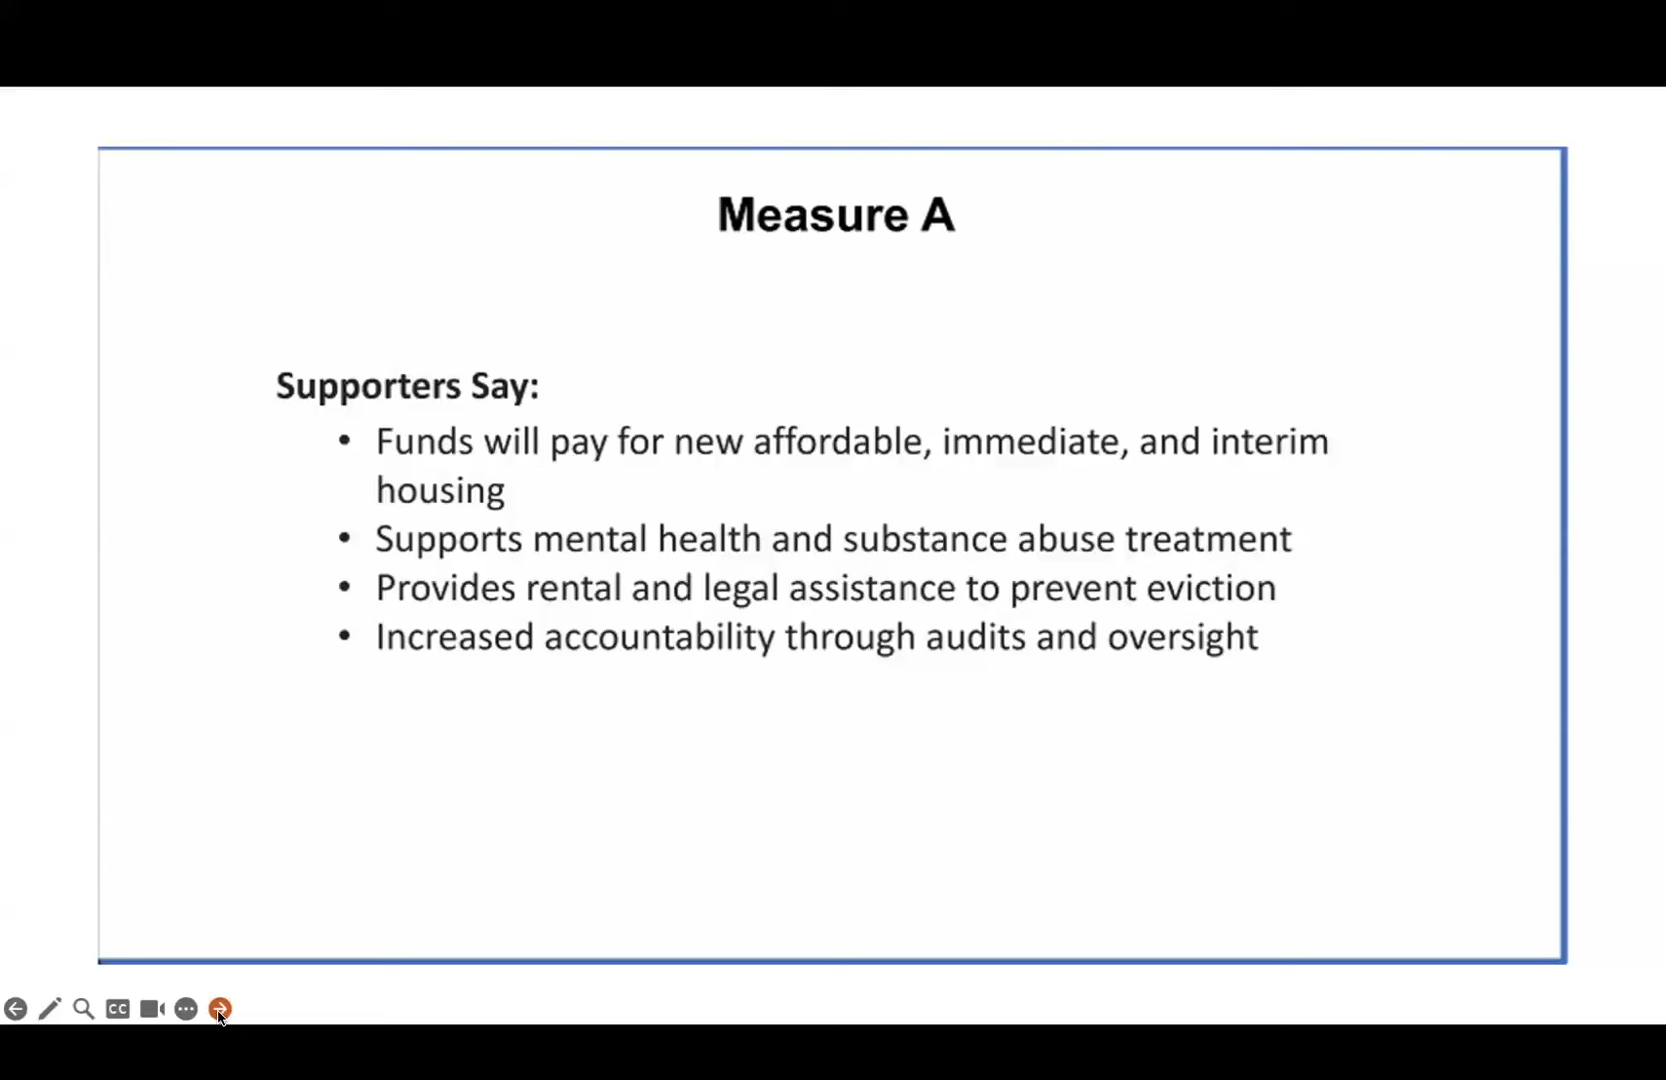 Measure A
Supporters Say:
• Funds will pay for new affordable, immediate, and interim
housing
• Supports mental health and substance abuse treatment
• Provides rental and legal assistance to prevent eviction
• Increased accountability through audits and oversight
CC